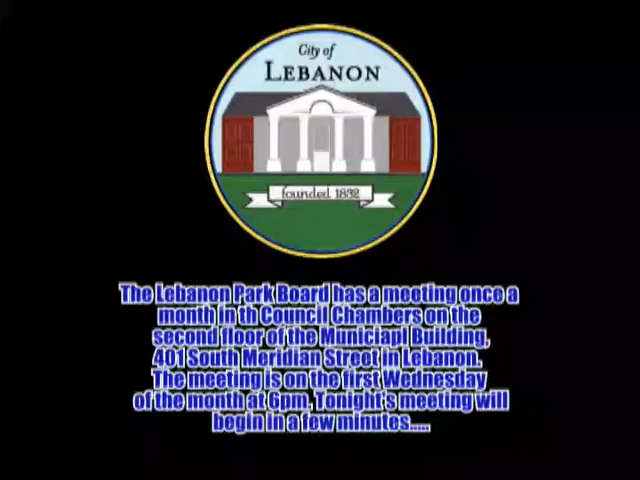 City of
LEBANON
founded 1832
The Lebanon Park Board has a meeting once a
month in th Council Chambers on the
second floor of the Municiapl Building,
401 South Meridian Street in Lebanon.
The meeting is on the first Wednesday
of the month at 6pm. Tonight's meeting will
begin in a few minutes.....